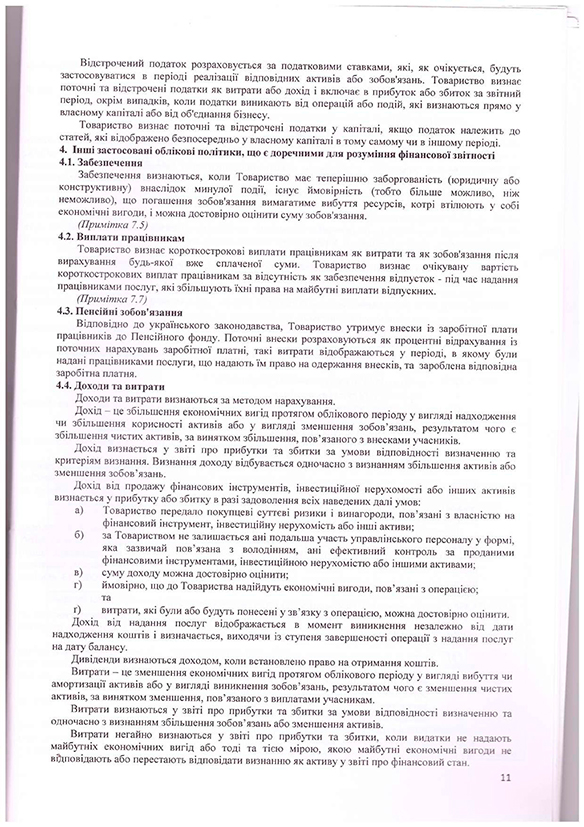 Відстрочений податок розраховується за податковими ставками, які, як очікується, будуть
застосовуватися в періоді реалізації відповідних активів або зобов'язань. Товариство визнає
поточні та відстрочені податки як витрати або дохід і включає в прибуток або збиток за звітний
період, окрім випадків, коли податки виникають від операцій або подій, які визнаються прямо у
власному капіталі або від об'єднання бізнесу.
Товариство визнає поточні та відстрочені податки у капіталі, якщо податок належить до
статей, які відображено безпосередньо у власному капіталі в тому самому чи в іншому періоді.
4. Інші застосовані облікові політики, що є доречними для розуміння фінансової звітності
4.1. Забезпечення
Забезпечення визнаються, коли Товариство має теперішню заборгованість (юридичну або
конструктивну) внаслідок минулої події, існує ймовірність (тобто більше можливо, ніж
неможливо), що погашення зобов'язання вимагатиме вибуття ресурсів, котрі втілюють у собі
економічні вигоди, і можна достовірно оцінити суму зобов'язання.
(Примітка 7.5)
4.2. Виплати працівникам
Товариство визнає короткострокові виплати працівникам як витрати та як зобов'язання після
вирахування будь-якої вже сплаченої суми. Товариство визнає очікувану вартість
короткострокових виплат працівникам за відсутність як забезпечення відпусток - під час надання
працівниками послуг, які збільшують їхні права на майбутні виплати відпускних.
(Примітка 7.7)
4.3. Пенсійні зобов'язання
Відповідно до українського законодавства, Товариство утримує внески із заробітної плати
працівників до Пенсійного фонду. Поточні внески розраховуються як процентні відрахування із
поточних нарахувань заробітної платні, такі витрати відображаються у періоді, в якому були
надані працівниками послуги, що надають їм право на одержання внесків, та зароблена відповідна
заробітна платня.
4.4. Доходи та витрати
Доходи та витрати визнаються за методом нарахування.
Дохід – це збільшення економічних вигід протягом облікового періоду у вигляді надходження
чи збільшення корисності активів або у вигляді зменшення зобов'язань, результатом чого є
збільшення чистих активів, за винятком збільшення, пов'язаного з внесками учасників.
Дохід визнається у звіті про прибутки та збитки за умови відповідності визначенню та
критеріям визнання. Визнання доходу відбувається одночасно з визнанням збільшення активів або
зменшення зобов'язань.
Дохід від продажу фінансових інструментів, інвестиційної нерухомості або інших активів
визнається у прибутку або збитку в разі задоволення всіх наведених далі умов:
а) Товариство передало покупцеві суттєві ризики і винагороди, пов'язані з власністю на
фінансовий інструмент, інвестиційну нерухомість або інші активи;
б) за Товариством не залишається ані подальша участь управлінського персоналу у формі,
яка зазвичай пов'язана з володінням, ані ефективний контроль за проданими
фінансовими інструментами, інвестиційною нерухомістю або іншими активами;
в) суму доходу можна достовірно оцінити;
г) ймовірно, що до Товариства надійдуть економічні вигоди, пов'язані з операцією;
та
ґ) витрати, які були або будуть понесені у зв'язку з операцією, можна достовірно оцінити.
Дохід від надання послуг відображається в момент виникнення незалежно від дати
надходження коштів і визначається, виходячи із ступеня завершеності операції з надання послуг
на дату балансу.
Дивіденди визнаються доходом, коли встановлено право на отримання коштів.
Витрати – це зменшення економічних вигід протягом облікового періоду у вигляді вибуття чи
амортизації активів або у вигляді виникнення зобов'язань, результатом чого є зменшення чистих
активів, за винятком зменшення, пов'язаного з виплатами учасникам.
Витрати визнаються у звіті про прибутки та збитки за умови відповідності визначенню та
одночасно з визнанням збільшення зобов'язань або зменшення активів.
Витрати негайно визнаються у звіті про прибутки та збитки, коли видатки не надають
майбутніх економічних вигід або тоді та тією мірою, якою майбутні економічні вигоди не
відповідають або перестають відповідати визнанню як активу у звіті про фінансовий стан.
11